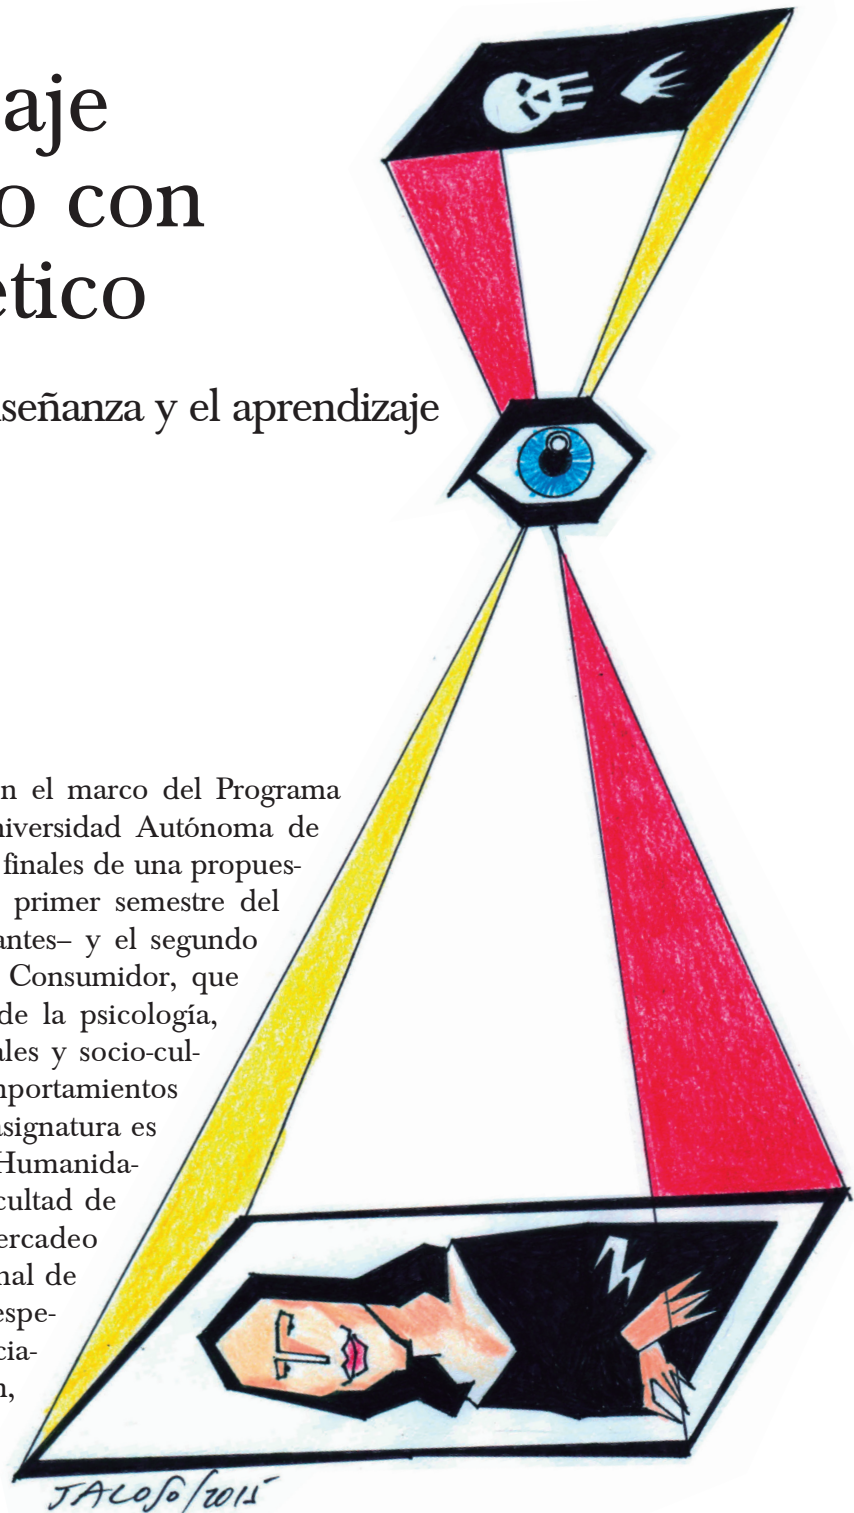 aje
o con
ético
señanza y el aprendizaje
n el marco del Programa
niversidad Autónoma de
finales de una propues-
primer semestre del
antes– y el segundo
Consumidor, que
de la psicología,
ales y socio-cul-
mportamientos
asignatura es
Humanida-
cultad de
ercadeo
nal de
espe-
cia-
n,
JALOSO/2015